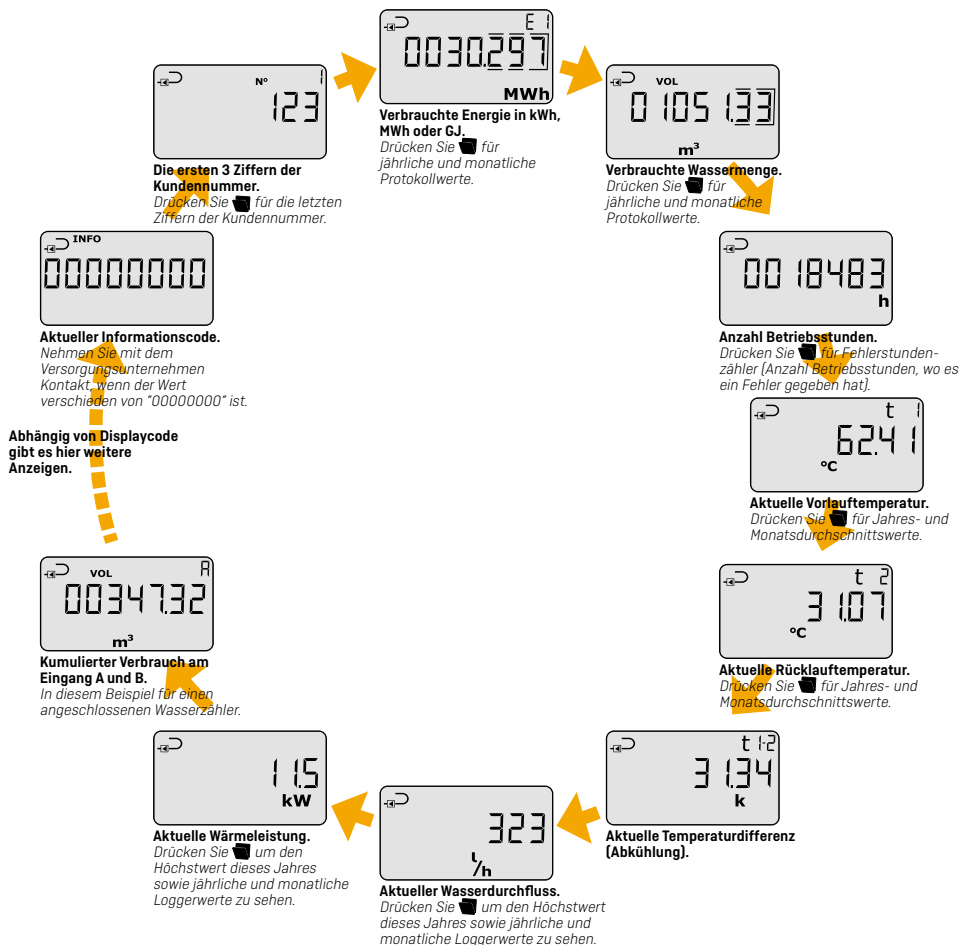 E 1
0030.297
MWh
Verbrauchte Energie in kWh,
MWh oder GJ.
Drücken Sie für
jährliche und monatliche
Protokollwerte.
VOL
01051.33
m³
Verbrauchte Wassermenge.
Drücken Sie für
jährliche und monatliche
Protokollwerte.
0018483
h
Anzahl Betriebsstunden.
Drücken Sie für Fehlerstunden-
zähler (Anzahl Betriebsstunden, wo es
ein Fehler gegeben hat).
t 1
62.41
°C
Aktuelle Vorlauftemperatur.
Drücken Sie für Jahres- und
Monatsdurchschnittswerte.
t 2
31.07
°C
Aktuelle Rücklauftemperatur.
Drücken Sie für Jahres- und
Monatsdurchschnittswerte.
t 1-2
31.34
k
Aktuelle Temperaturdifferenz
(Abkühlung).
323
l/h
Aktueller Wasserdurchfluss.
Drücken Sie um den Höchstwert
dieses Jahres sowie jährliche und
monatliche Loggerwerte zu sehen.
11.5
kW
Aktuelle Wärmeleistung.
Drücken Sie um den
Höchstwert dieses Jahres
sowie jährliche und monatliche
Loggerwerte zu sehen.
VOL A
00347.32
m³
Kumulierter Verbrauch am
Eingang A und B.
In diesem Beispiel für einen
angeschlossenen Wasserzähler.
Abhängig von Displaycode
gibt es hier weitere
Anzeigen.
INFO
00000000
Aktueller Informationscode.
Nehmen Sie mit dem
Versorgungsunternehmen
Kontakt, wenn der Wert
verschieden von “00000000” ist.
N° 1
123
Die ersten 3 Ziffern der
Kundennummer.
Drücken Sie für die letzten
Ziffern der Kundennummer.